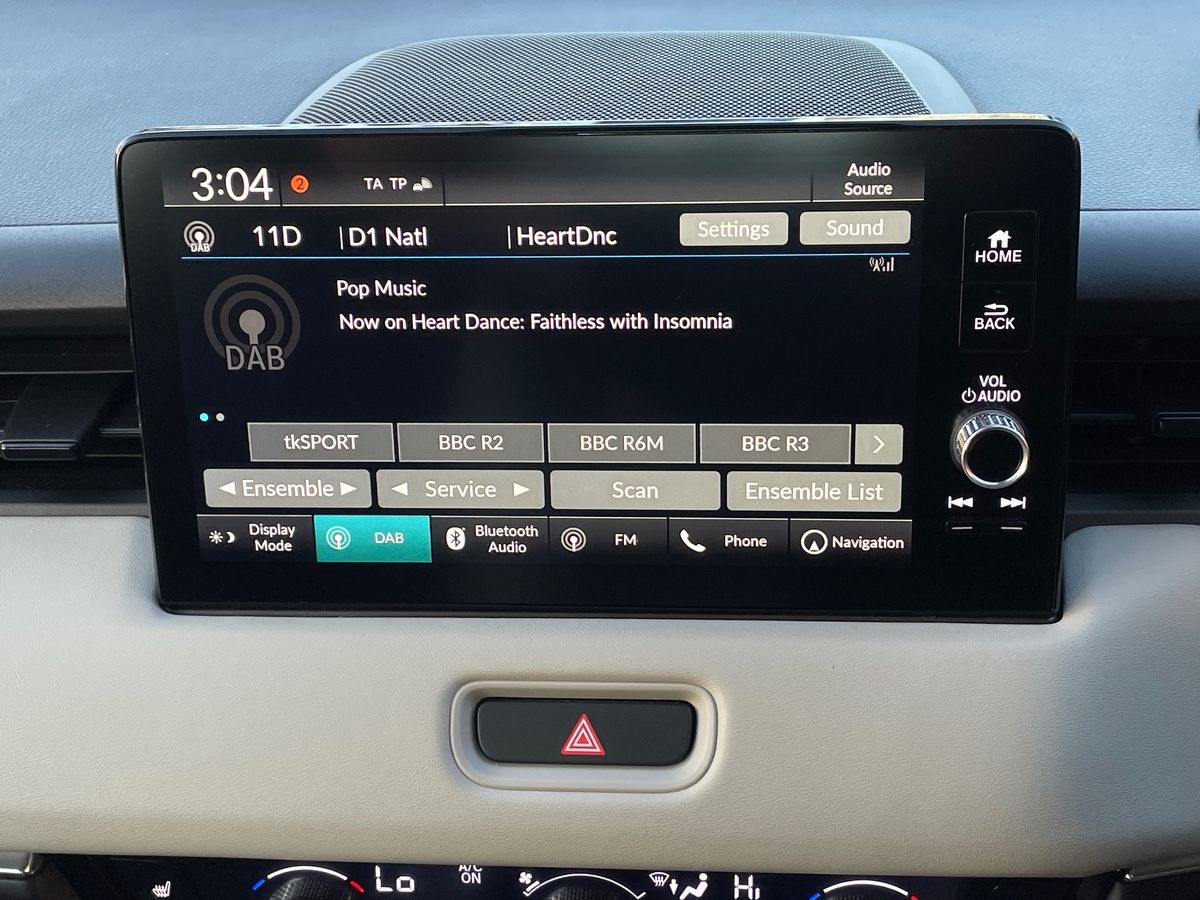 3:04
2
TA TP
Audio
Source
DAB
11D
|D1 Natl
|HeartDnc
Settings
Sound
HOME
Pop Music
Now on Heart Dance: Faithless with Insomnia
BACK
DAB
VOL
AUDIO
tkSPORT
BBC R2
BBC R6M
BBC R3
Ensemble
Service
Scan
Ensemble List
Display
Mode
DAB
Bluetooth
Audio
FM
Phone
Navigation
Lo
A/C
ON
Hi